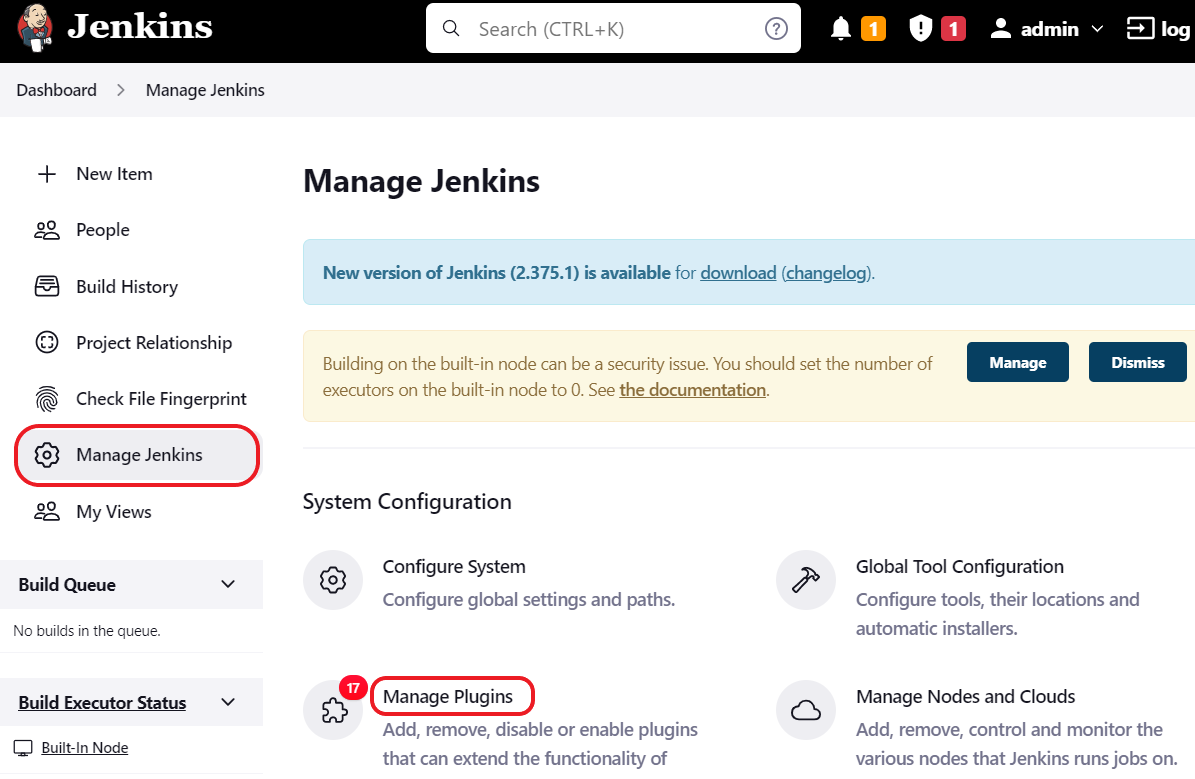 Jenkins
Search (CTRL+K)
?
1
1
admin
log
Dashboard
Manage Jenkins
New Item
People
Build History
Project Relationship
Check File Fingerprint
Manage Jenkins
My Views
Build Queue
No builds in the queue.
Build Executor Status
Built-In Node
Manage Jenkins
New version of Jenkins (2.375.1) is available for download (changelog).
Building on the built-in node can be a security issue. You should set the number of
executors on the built-in node to 0. See the documentation.
Manage
Dismiss
System Configuration
Configure System
Configure global settings and paths.
Global Tool Configuration
Configure tools, their locations and
automatic installers.
17
Manage Plugins
Add, remove, disable or enable plugins
that can extend the functionality of
Manage Nodes and Clouds
Add, remove, control and monitor the
various nodes that Jenkins runs jobs on.